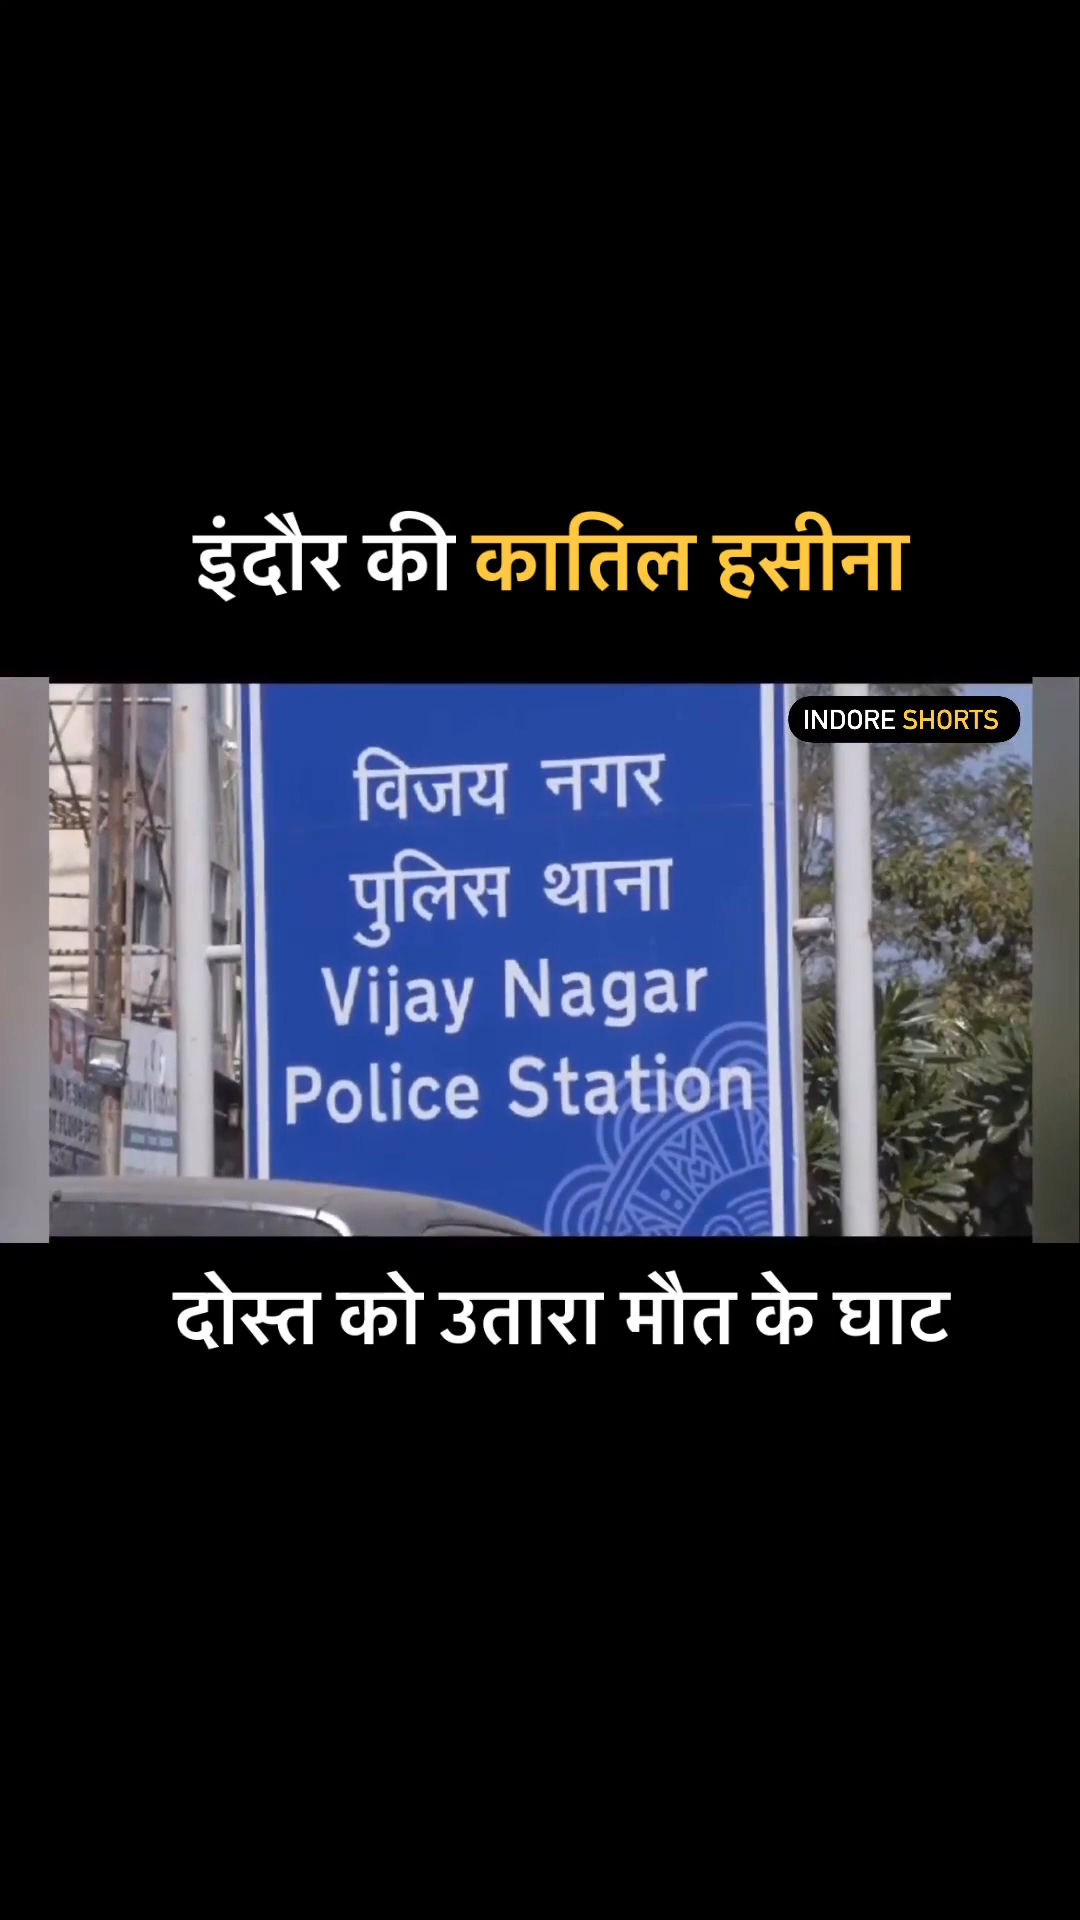 इंदौर की कातिल हसीना
INDORE SHORTS
विजय नगर
पुलिस थाना
Vijay Nagar
Police Station
दोस्त को उतारा मौत के घाट